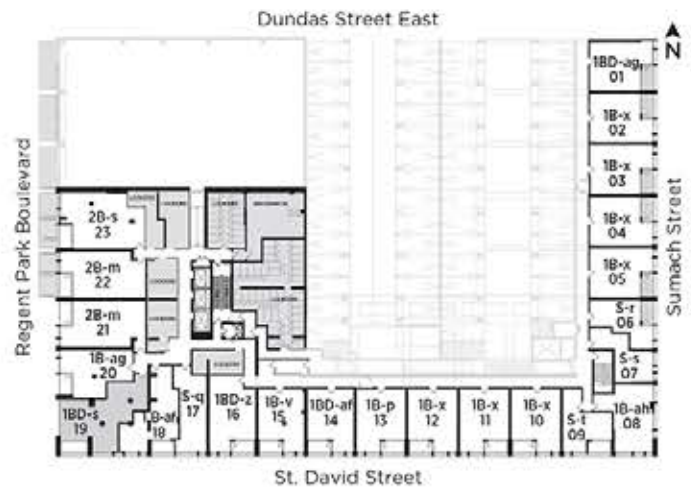 Dundas Street East
N
1BD-ag
01
1B-x
02
1B-x
03
1B-x
04
1B-x
05
S-r
06
S-s
07
1B-ah
08
S-t
09
1B-x
10
1B-x
11
1B-x
12
1B-p
13
1BD-af
14
1B-v
15
1BD-z
16
S-q
17
B-af
18
1BD-s
19
1B-ag
20
2B-m
21
2B-m
22
2B-s
23
Regent Park Boulevard
Sumach Street
St. David Street